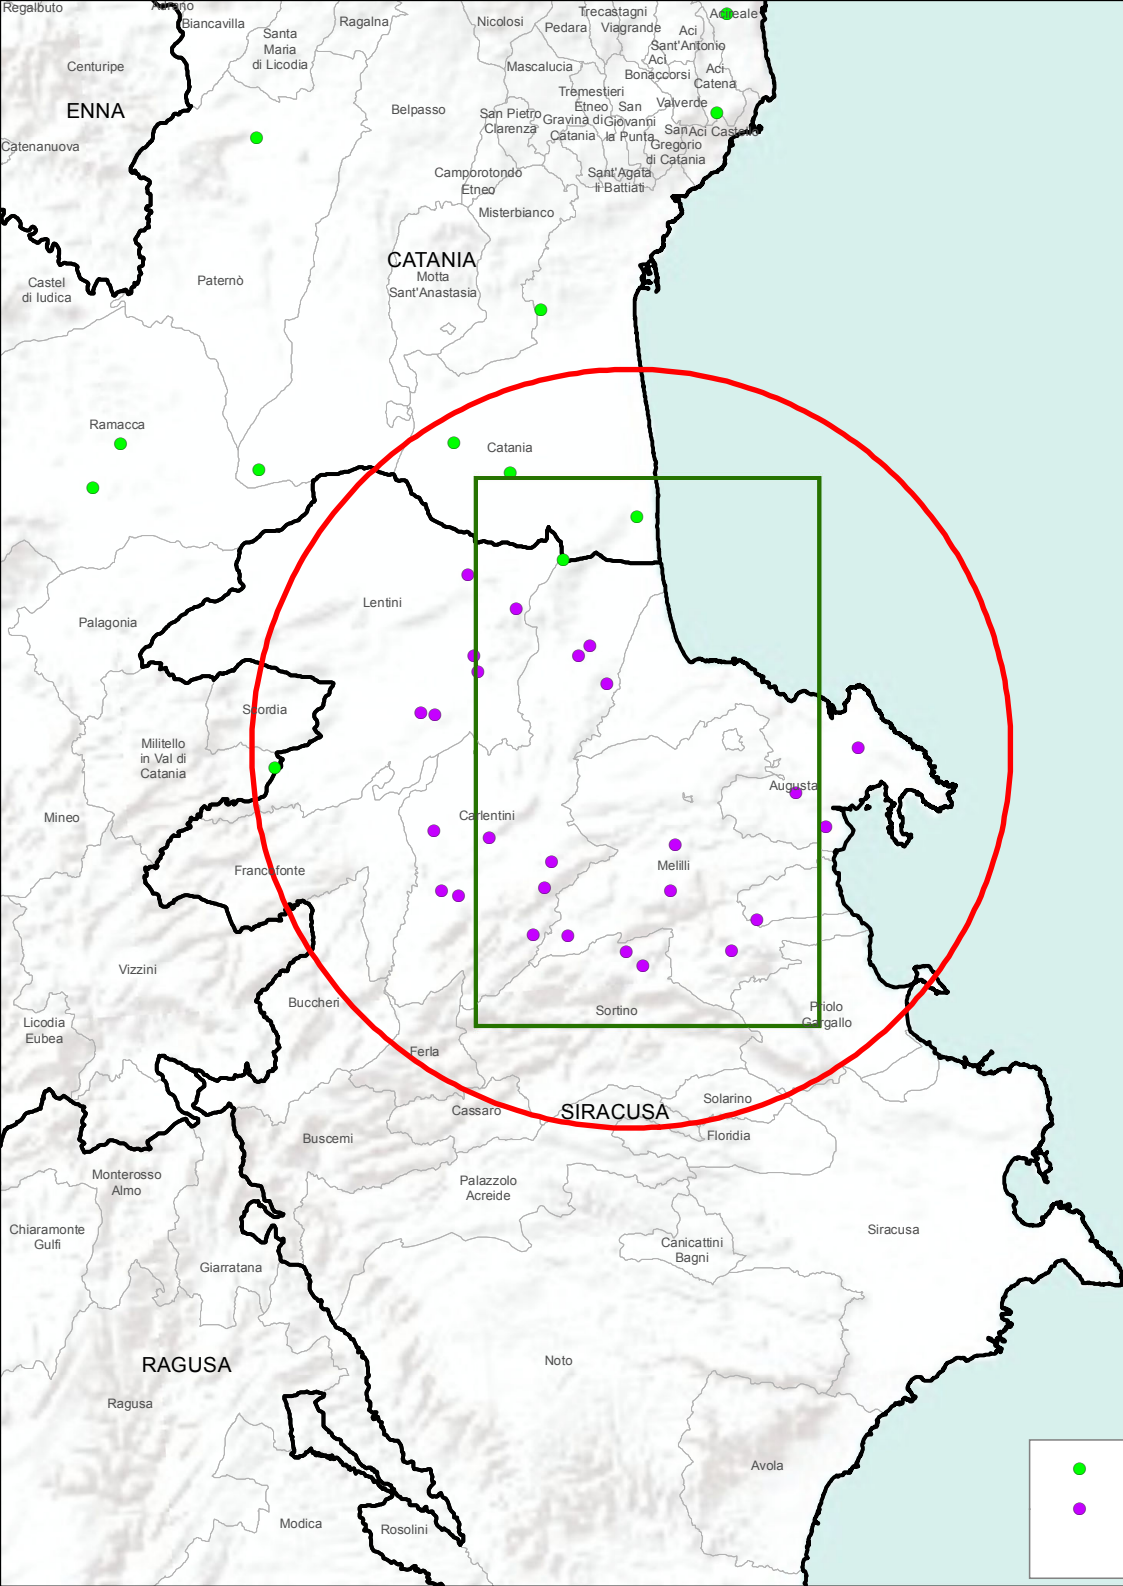 Regalbuto
Adrano
Biancavilla
Ragalna
Nicolosi
Trecastagni
Acireale
Pedara
Viagrande
Santa
Maria
di Licodia
Aci
Sant'Antonio
Centuripe
Mascalucia
Aci
Bonaccorsi
Aci
Catena
ENNA
Belpasso
Tremestieri
Etneo
San
Giovanni
la Punta
Valverde
San Pietro
Clarenza
Gravina di
Catania
San
Gregorio
di Catania
Aci Castello
Catenanuova
Camporotondo
Etneo
Sant'Agata
li Battiati
Misterbianco
CATANIA
Motta
Sant'Anastasia
Castel
di Iudica
Paternò
Ramacca
Catania
Lentini
Palagonia
Scordia
Militello
in Val di
Catania
Augusta
Mineo
Carlentini
Melilli
Francofonte
Vizzini
Buccheri
Sortino
Priolo
Gargallo
Licodia
Eubea
Ferla
Solarino
Cassaro
SIRACUSA
Floridia
Buscemi
Monterosso
Almo
Palazzolo
Acreide
Chiaramonte
Gulfi
Siracusa
Canicattini
Bagni
Giarratana
Noto
RAGUSA
Ragusa
Avola
Modica
Rosolini